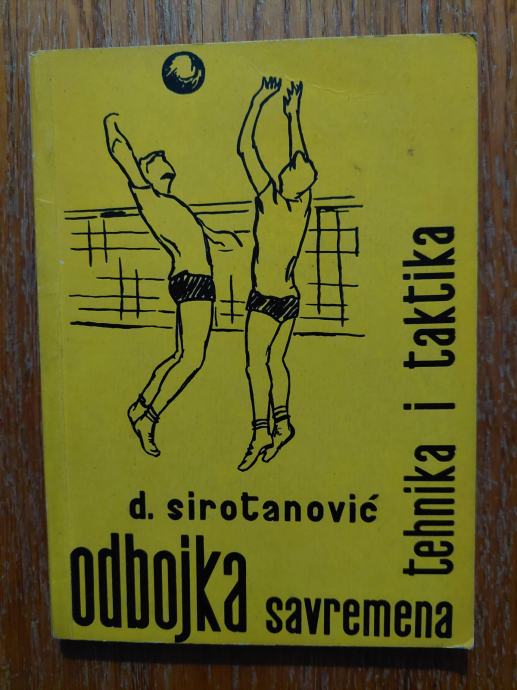 d. sirotanović
odbojka savremena
tehnika i taktika